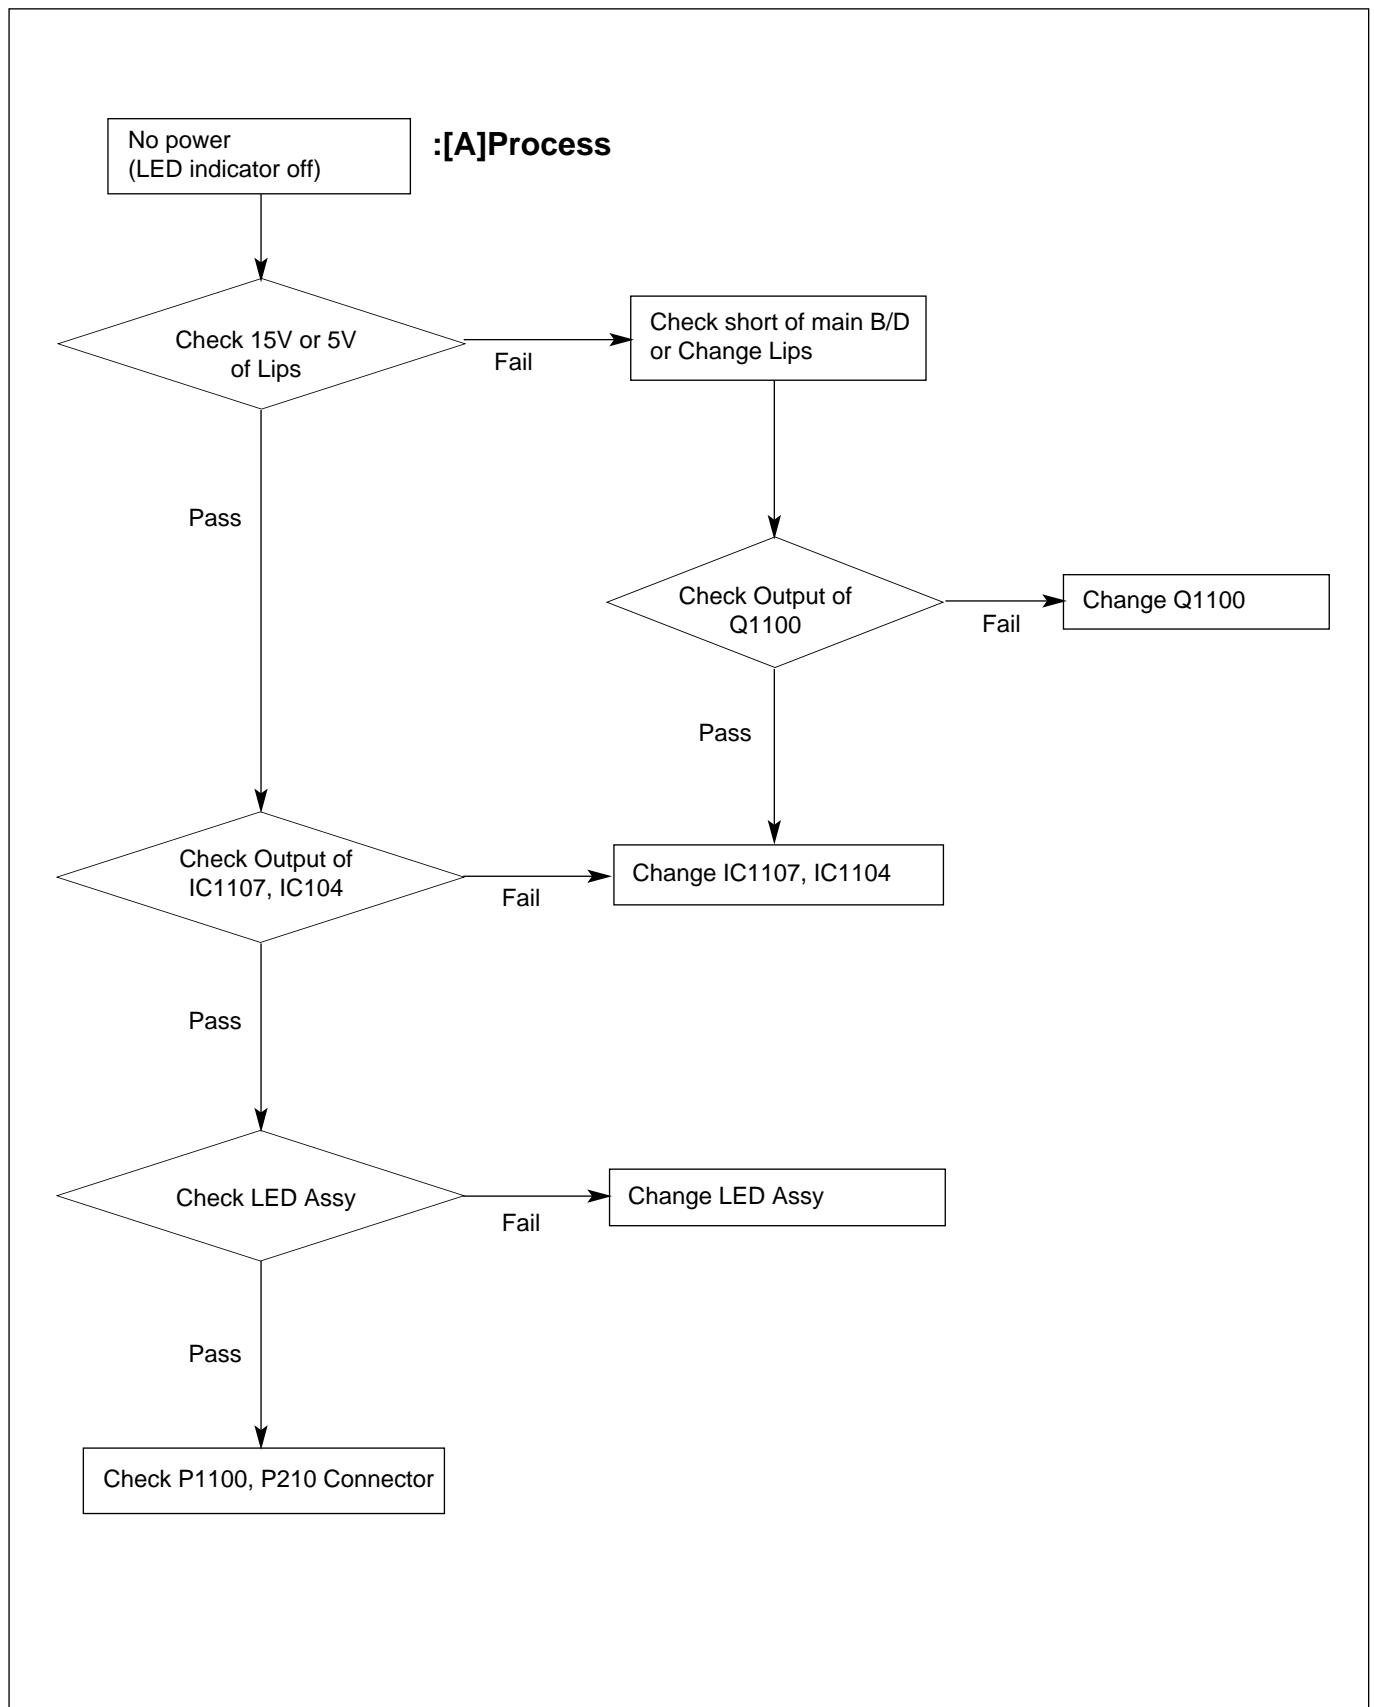 No power
(LED indicator off)
:[A]Process
Check 15V or 5V
of Lips
Fail
Check short of main B/D
or Change Lips
Pass
Check Output of
Q1100
Fail
Change Q1100
Pass
Check Output of
IC1107, IC104
Fail
Change IC1107, IC1104
Pass
Check LED Assy
Fail
Change LED Assy
Pass
Check P1100, P210 Connector